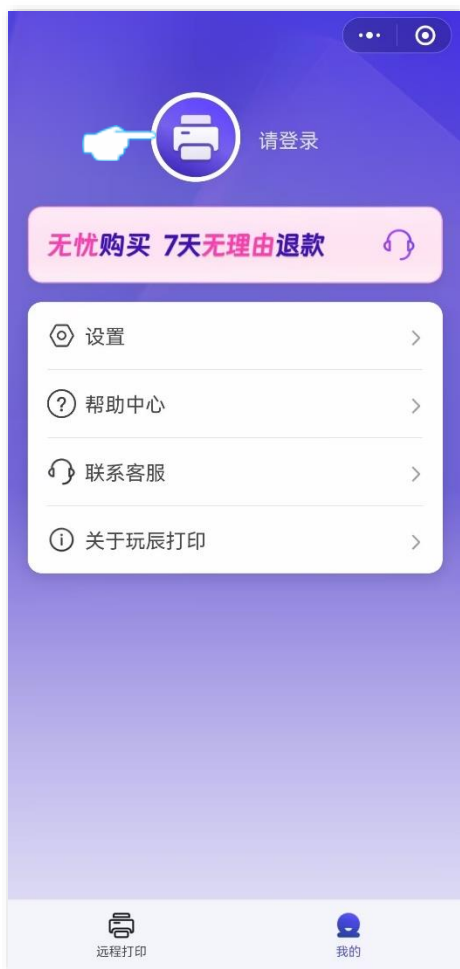 请登录
无忧购买 7天无理由退款
设置
帮助中心
联系客服
关于玩辰打印
远程打印
我的